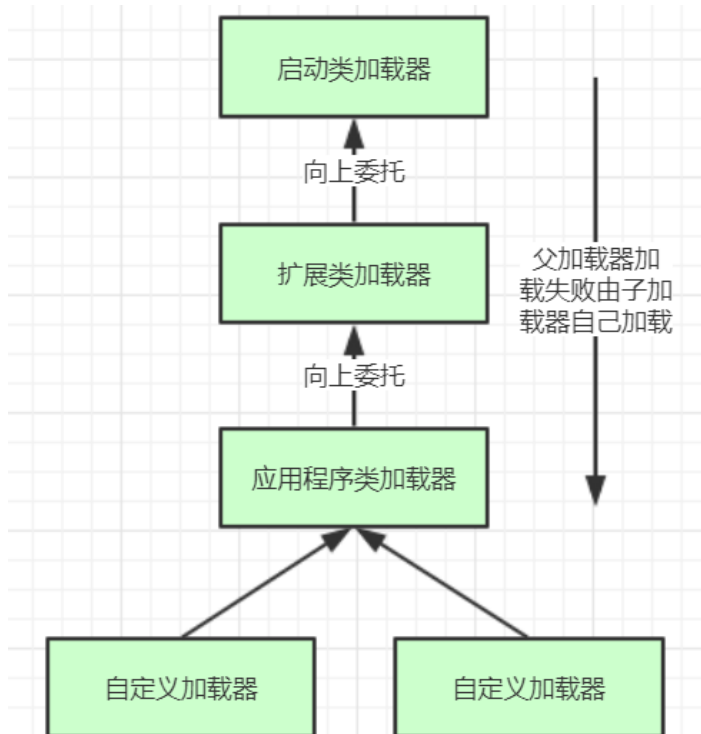 启动类加载器
向上委托
扩展类加载器
父加载器加
载失败由子加
载器自己加载
向上委托
应用程序类加载器
自定义加载器
自定义加载器